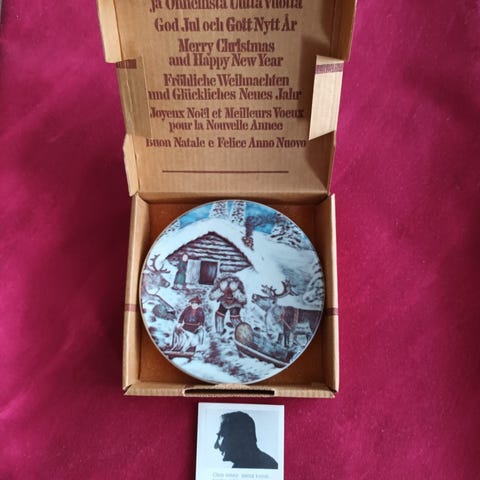 ja Onnellista Uutta Vuotta
God Jul och Gott Nytt År
Merry Christmas
and Happy New Year
Fröhliche Weihnachten
und Glückliches Neues Jahr
Joyeux Noël et Meilleurs Voeux
pour la Nouvelle Annee
Buon Natale e Felice Anno Nuovo